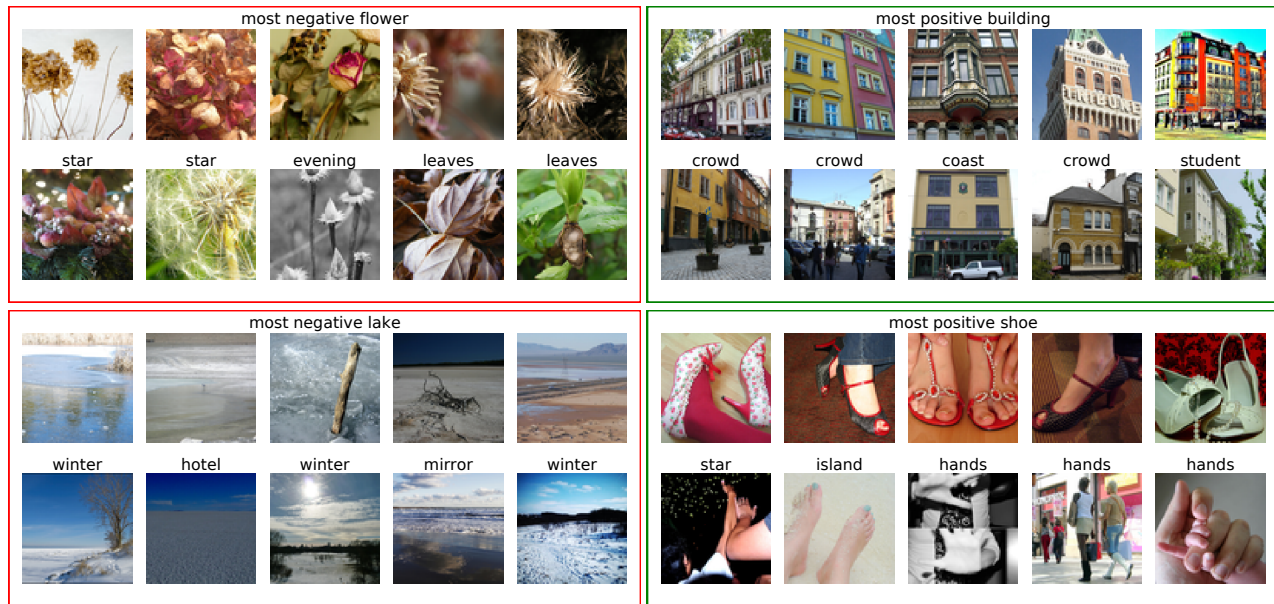 most negative flower
star star evening leaves leaves
most positive building
crowd crowd coast crowd student
most negative lake
winter hotel winter mirror winter
most positive shoe
star island hands hands hands